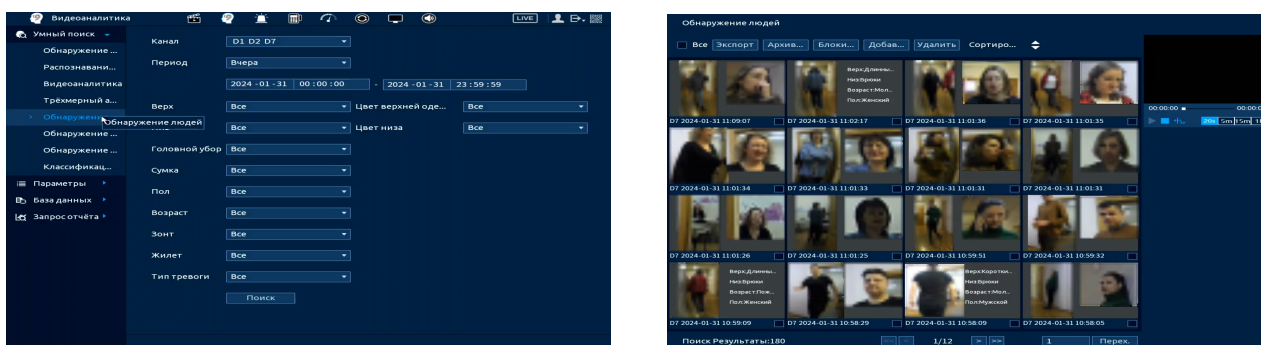 Видеоаналитика
LIVE
Умный поиск
Обнаружение ...
Распознавани...
Видеоаналитика
Трёхмерный а...
Обнаружен
Обнаружение людей
Обнаружение ...
Обнаружение ...
Классификац...
Параметры
База данных
Запрос отчёта
Канал D1 D2 D7
Период Вчера
2024 -01 -31 00 :00 :00 - 2024 -01 -31 23 :59 :59
Верх Все Цвет верхней оде... Все
Все Цвет низа Все
Головной убор Все
Сумка Все
Пол Все
Возраст Все
Зонт Все
Жилет Все
Тип тревоги Все
Поиск
Обнаружение людей
Все Экспорт Архив... Блоки... Добав... Удалить Сортиро...
Верх:Длинны...
Низ:Брюки
Возраст:Мол...
Пол:Женский
D7 2024-01-31 11:09:07 D7 2024-01-31 11:02:17 D7 2024-01-31 11:01:36 D7 2024-01-31 11:01:35
00:00:00 00:00:0
20s 5m 15m 1
D7 2024-01-31 11:01:34 D7 2024-01-31 11:01:33 D7 2024-01-31 11:01:31 D7 2024-01-31 11:01:31
D7 2024-01-31 11:01:26 D7 2024-01-31 11:01:25 D7 2024-01-31 10:59:51 D7 2024-01-31 10:59:32
Верх:Длинны...
Низ:Брюки
Возраст:Пож...
Пол:Женский
Верх:Коротки...
Низ:Брюки
Возраст:Мол...
Пол:Мужской
D7 2024-01-31 10:59:09 D7 2024-01-31 10:58:29 D7 2024-01-31 10:58:09 D7 2024-01-31 10:58:05
Поиск Результаты:180 << < 1/12 > >> 1 Перех.